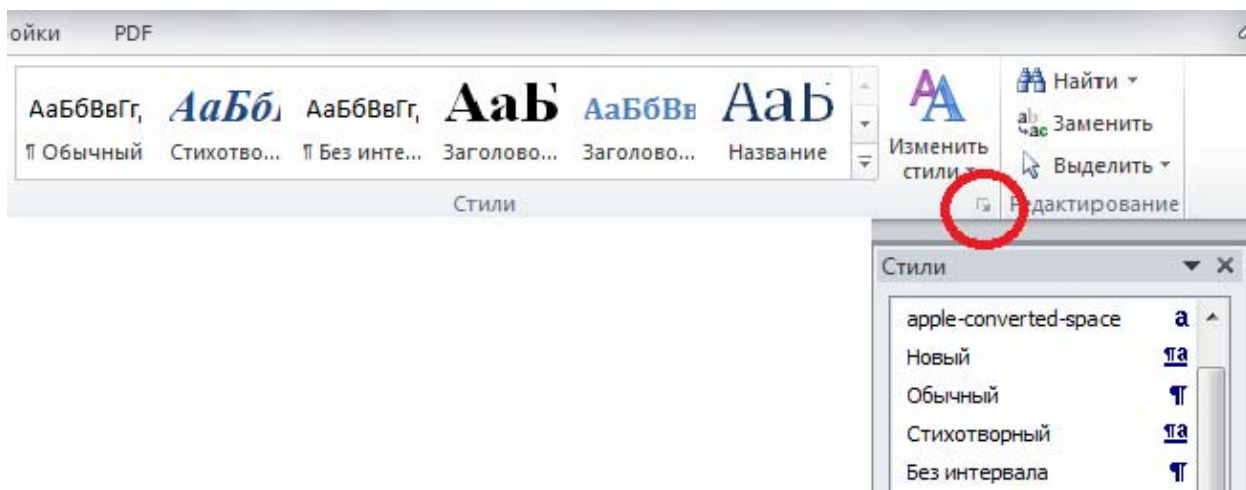 ойки PDF
АаБбВвГг, АаБб, АаБбВвГг, АаБ АаБбВв АаБ
¶ Обычный Стихотво... ¶ Без инте... Заголово... Заголово... Название
Изменить
стили
Найти
Заменить
Выделить
Стили
Редактирование
Стили
apple-converted-space a
Новый ¶a
Обычный ¶
Стихотворный ¶a
Без интервала ¶